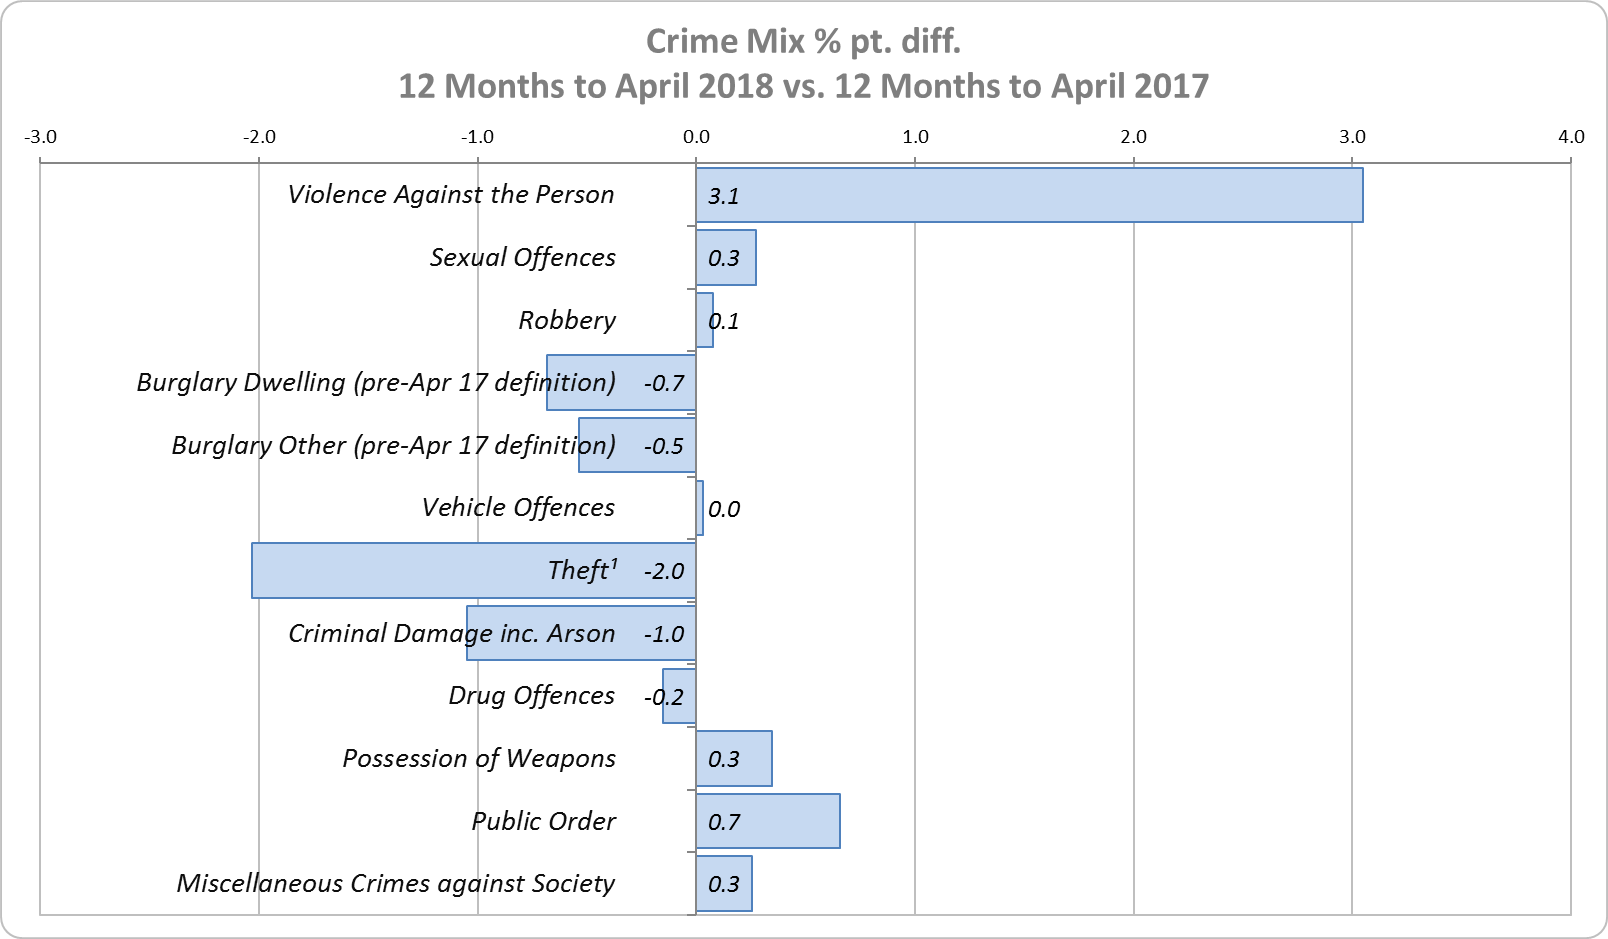 Crime Mix % pt. diff.
12 Months to April 2018 vs. 12 Months to April 2017
-3.0 -2.0 -1.0 0.0 1.0 2.0 3.0 4.0
Violence Against the Person 3.1
Sexual Offences 0.3
Robbery 0.1
Burglary Dwelling (pre-Apr 17 definition) -0.7
Burglary Other (pre-Apr 17 definition) -0.5
Vehicle Offences 0.0
Theft¹ -2.0
Criminal Damage inc. Arson -1.0
Drug Offences -0.2
Possession of Weapons 0.3
Public Order 0.7
Miscellaneous Crimes against Society 0.3